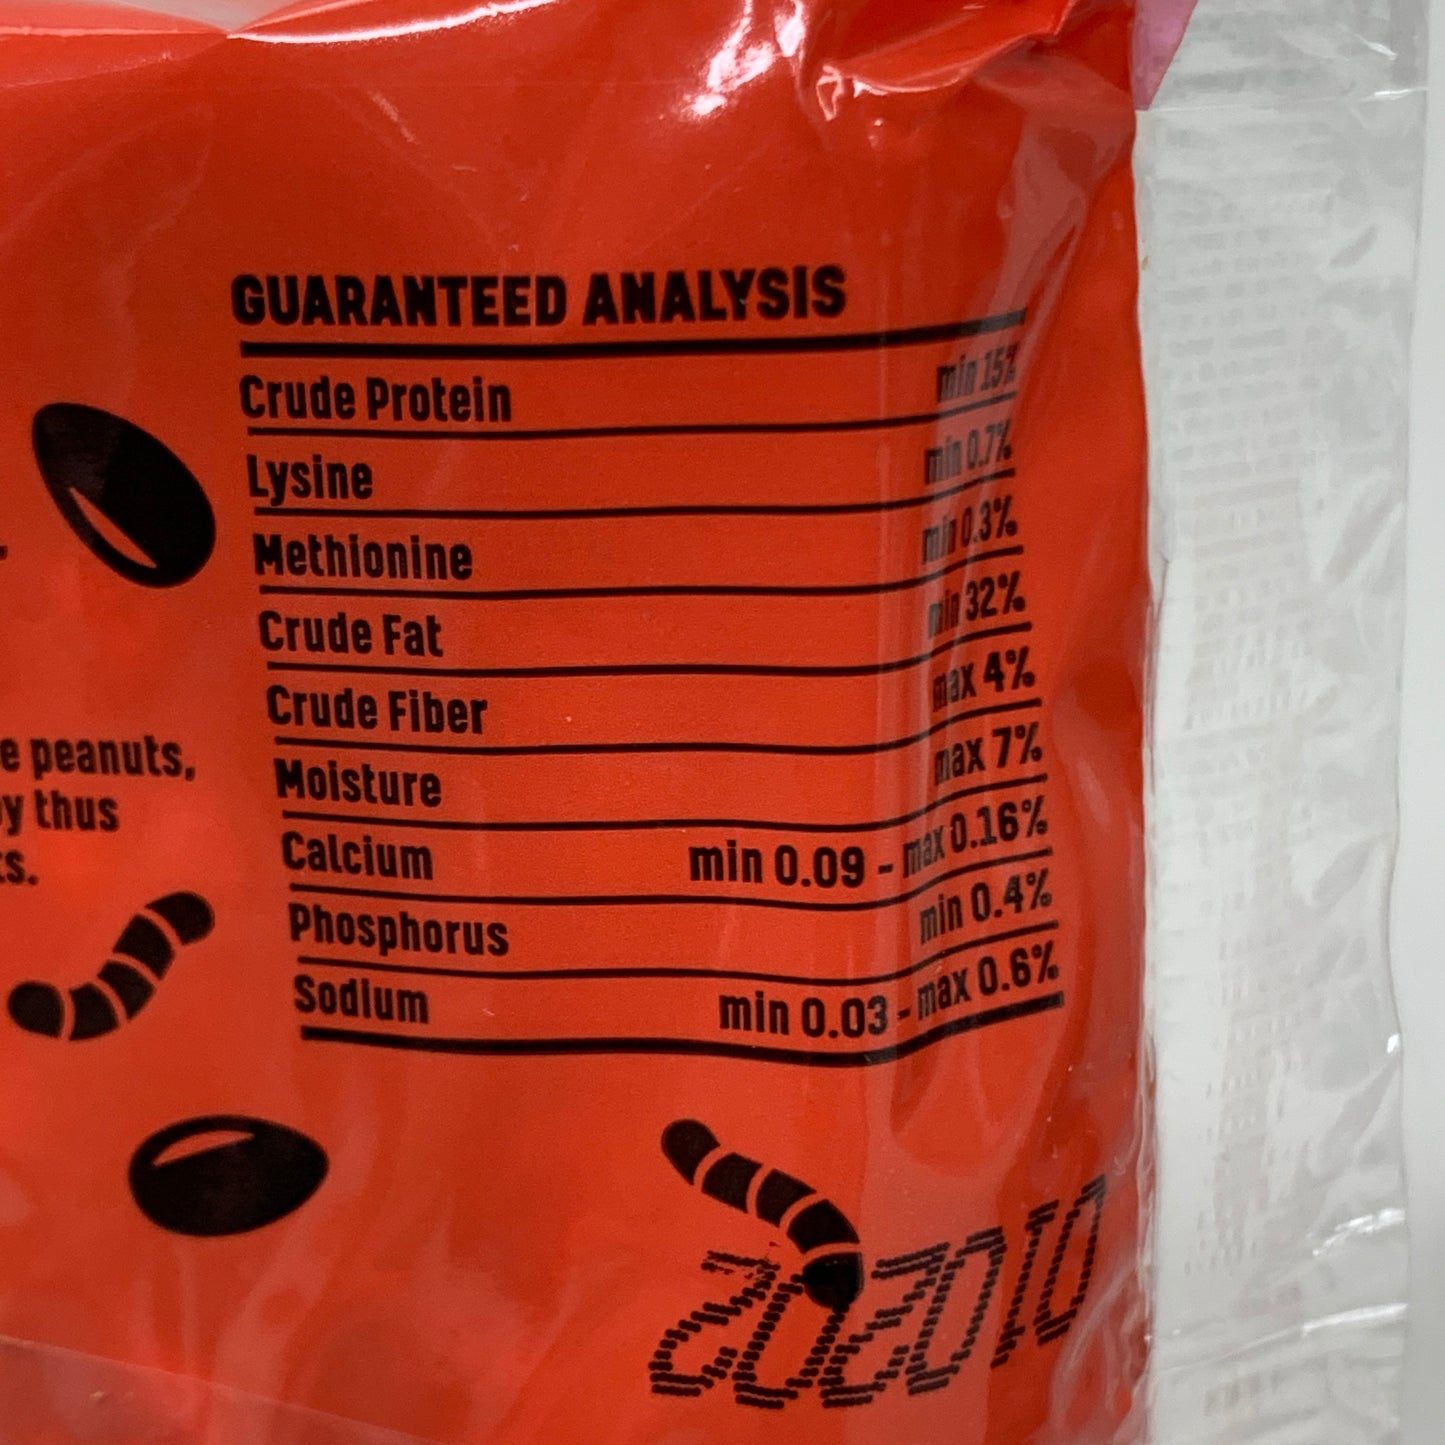 GUARANTEED ANALYSIS
Crude Protein min 15%
Lysine min 0.7%
Methionine min 0.3%
Crude Fat min 32%
Crude Fiber max 4%
Moisture max 7%
Calcium min 0.09 - max 0.16%
Phosphorus min 0.4%
Sodium min 0.03 - max 0.6%
e peanuts,
y thus
ts.